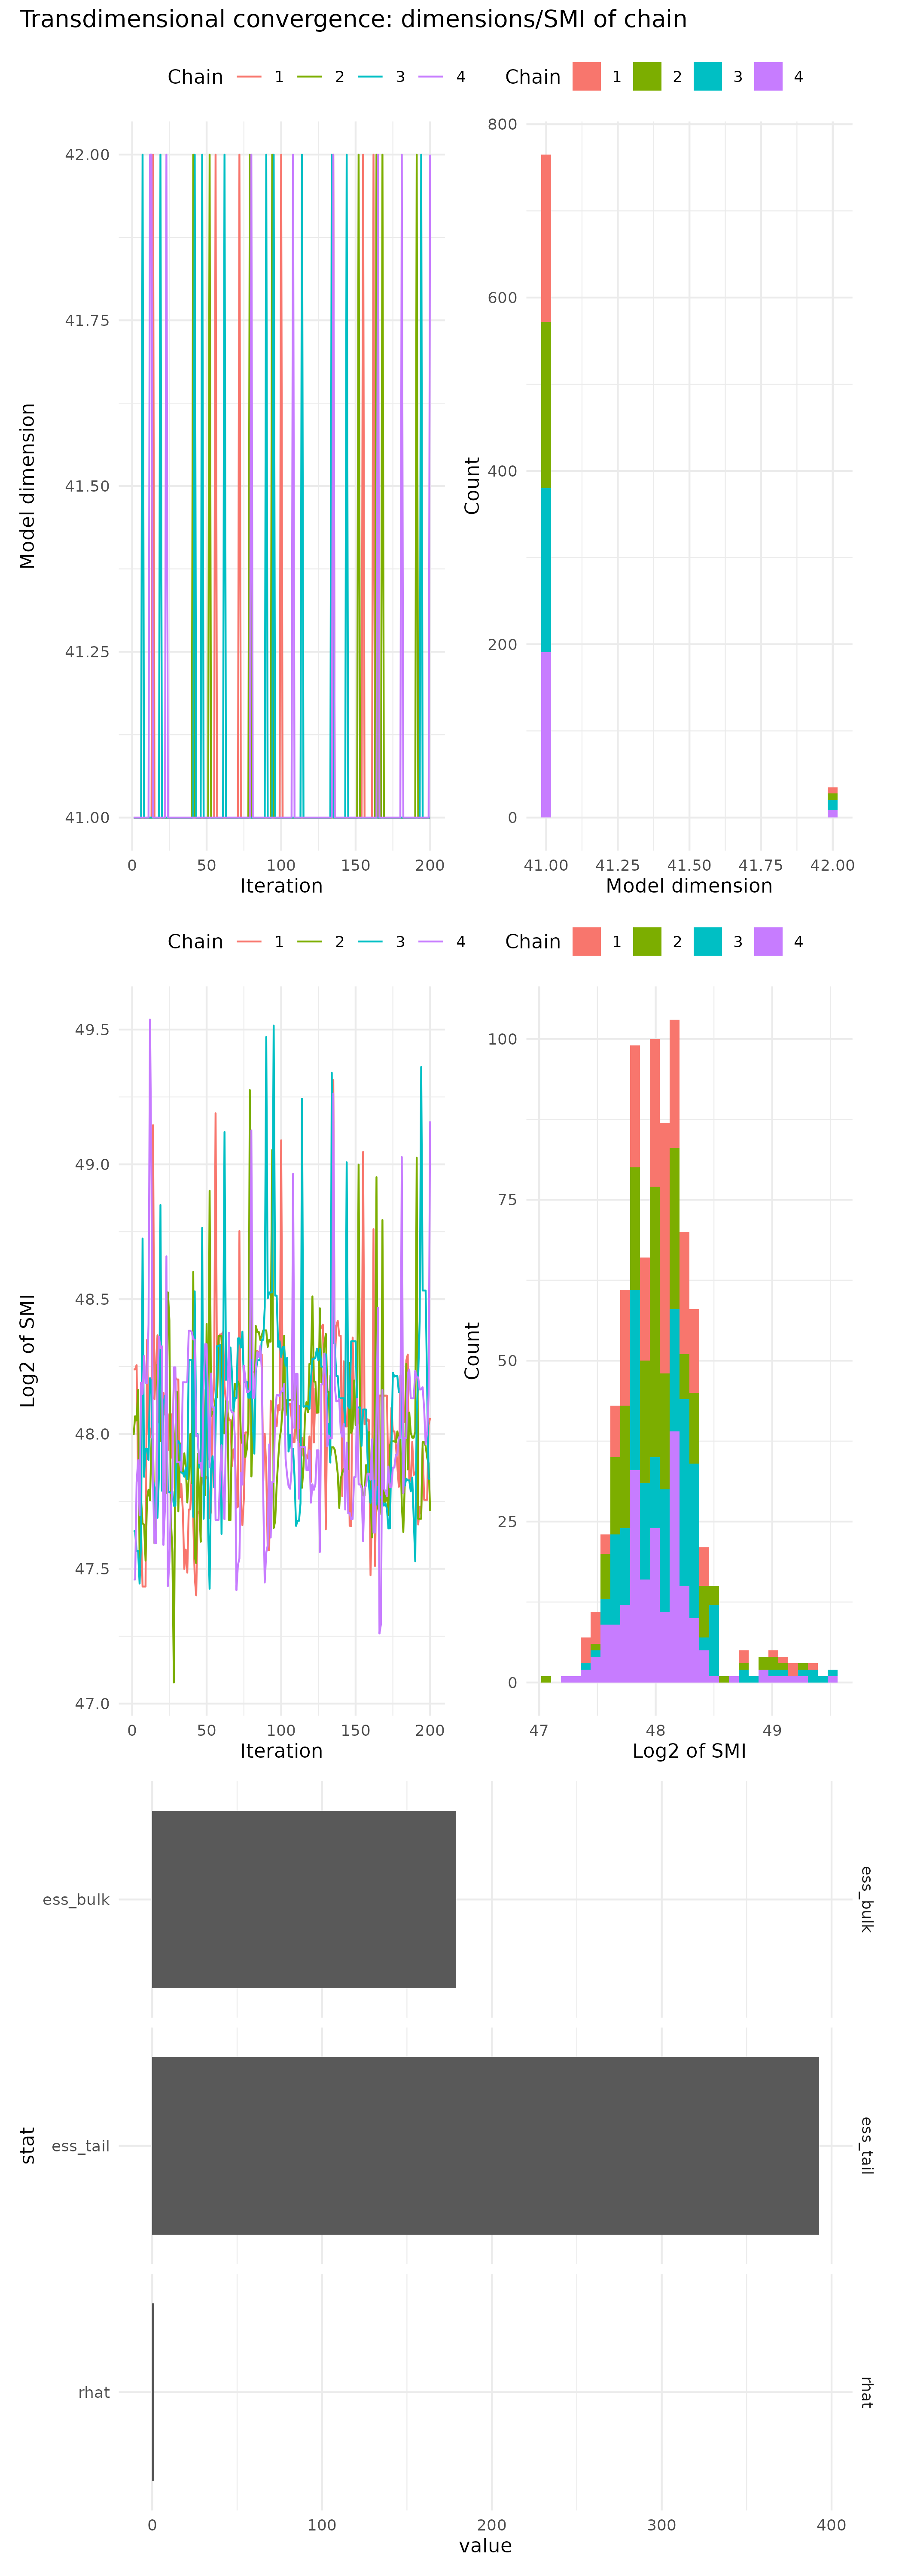 Transdimensional convergence: dimensions/SMI of chain
Chain 1 2 3 4
Chain 1 2 3 4
42.00
41.75
41.50
41.25
41.00
Model dimension
0 50 100 150 200
Iteration
800
600
400
200
0
Count
41.00 41.25 41.50 41.75 42.00
Model dimension
Chain 1 2 3 4
Chain 1 2 3 4
49.5
49.0
48.5
48.0
47.5
47.0
Log2 of SMI
0 50 100 150 200
Iteration
100
75
50
25
0
Count
47 48 49
Log2 of SMI
stat
ess_bulk
ess_bulk
ess_tail
ess_tail
rhat
rhat
0 100 200 300 400
value